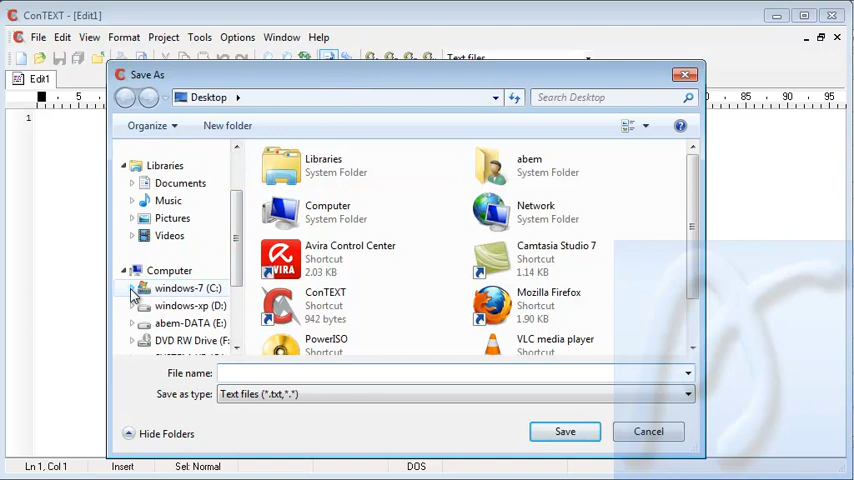 ConTEXT - [Edit1]
File Edit View Format Project Tools Options Window Help
Text files
Edit1
Save As
Desktop
Search Desktop
Organize New folder
Libraries
Documents
Music
Pictures
Videos
Computer
windows-7 (C:)
windows-xp (D:)
abem-DATA (E:)
DVD RW Drive (F:
Libraries
System Folder
abem
System Folder
Computer
System Folder
Network
System Folder
Avira Control Center
Shortcut
2.03 KB
Camtasia Studio 7
Shortcut
1.14 KB
ConTEXT
Shortcut
942 bytes
Mozilla Firefox
Shortcut
1.90 KB
PowerISO
Shortcut
VLC media player
Shortcut
File name:
Save as type: Text files (*.txt,*.*)
Hide Folders Save Cancel
5 80 85 90 95
1
Ln 1, Col 1 Insert Sel: Normal DOS